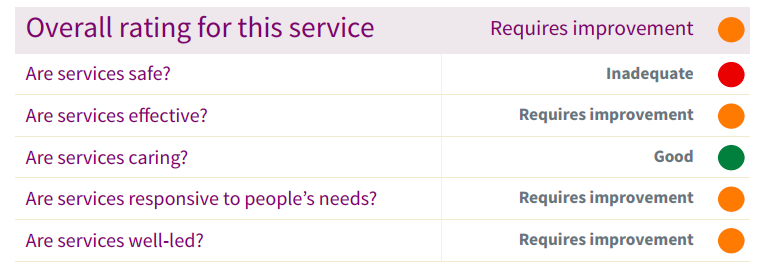 Overall rating for this service Requires improvement
Are services safe? Inadequate
Are services effective? Requires improvement
Are services caring? Good
Are services responsive to people’s needs? Requires improvement
Are services well-led? Requires improvement